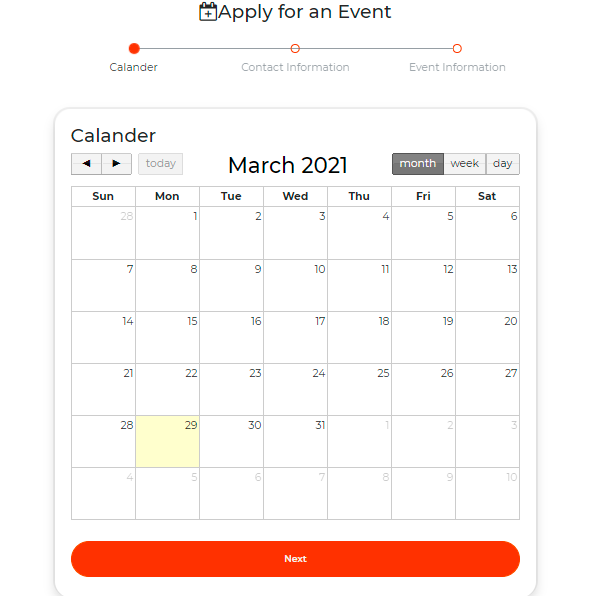 Apply for an Event
Calander Contact Information Event Information
Calander
today March 2021 month week day
Sun Mon Tue Wed Thu Fri Sat
28 1 2 3 4 5 6
7 8 9 10 11 12 13
14 15 16 17 18 19 20
21 22 23 24 25 26 27
28 29 30 31 1 2 3
4 5 6 7 8 9 10
Next